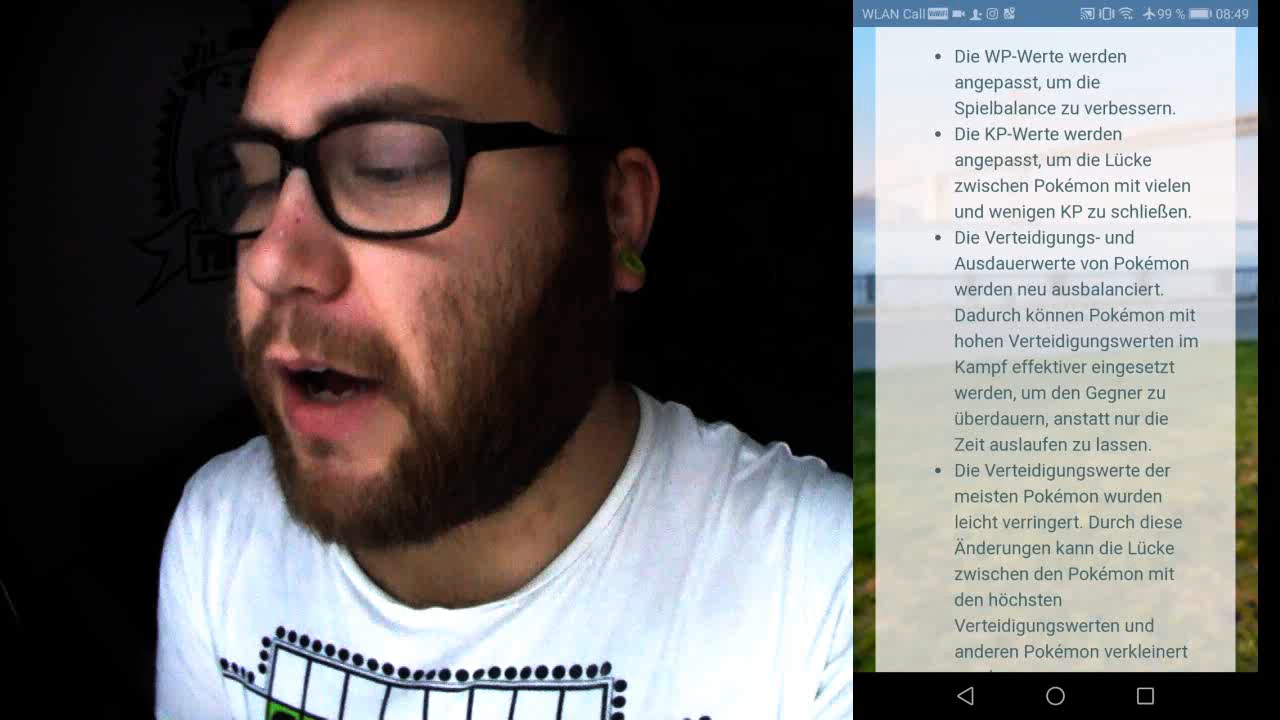 WLAN Call VoWiFi 99 % 08:49
Die WP-Werte werden
angepasst, um die
Spielbalance zu verbessern.
Die KP-Werte werden
angepasst, um die Lücke
zwischen Pokémon mit vielen
und wenigen KP zu schließen.
Die Verteidigungs- und
Ausdauerwerte von Pokémon
werden neu ausbalanciert.
Dadurch können Pokémon mit
hohen Verteidigungswerten im
Kampf effektiver eingesetzt
werden, um den Gegner zu
überdauern, anstatt nur die
Zeit auslaufen zu lassen.
Die Verteidigungswerte der
meisten Pokémon wurden
leicht verringert. Durch diese
Änderungen kann die Lücke
zwischen den Pokémon mit
den höchsten
Verteidigungswerten und
anderen Pokémon verkleinert